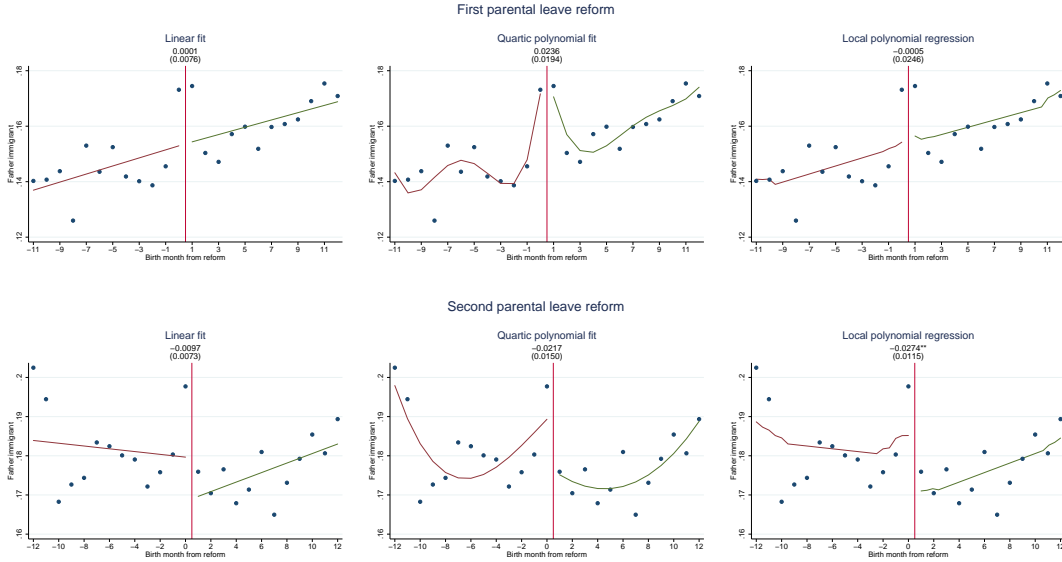 First parental leave reform
Linear fit
0.0001
(0.0076)
Father immigrant
.18
.16
.14
.12
−11 −9 −7 −5 −3 −1 1 3 5 7 9 11
Birth month from reform
Quartic polynomial fit
0.0236
(0.0194)
Father immigrant
.18
.16
.14
.12
−11 −9 −7 −5 −3 −1 1 3 5 7 9 11
Birth month from reform
Local polynomial regression
−0.0005
(0.0246)
Father immigrant
.18
.16
.14
.12
−11 −9 −7 −5 −3 −1 1 3 5 7 9 11
Birth month from reform
Second parental leave reform
Linear fit
−0.0097
(0.0073)
Father immigrant
.2
.19
.18
.17
.16
−12 −10 −8 −6 −4 −2 0 2 4 6 8 10 12
Birth month from reform
Quartic polynomial fit
−0.0217
(0.0150)
Father immigrant
.2
.19
.18
.17
.16
−12 −10 −8 −6 −4 −2 0 2 4 6 8 10 12
Birth month from reform
Local polynomial regression
−0.0274**
(0.0115)
Father immigrant
.2
.19
.18
.17
.16
−12 −10 −8 −6 −4 −2 0 2 4 6 8 10 12
Birth month from reform